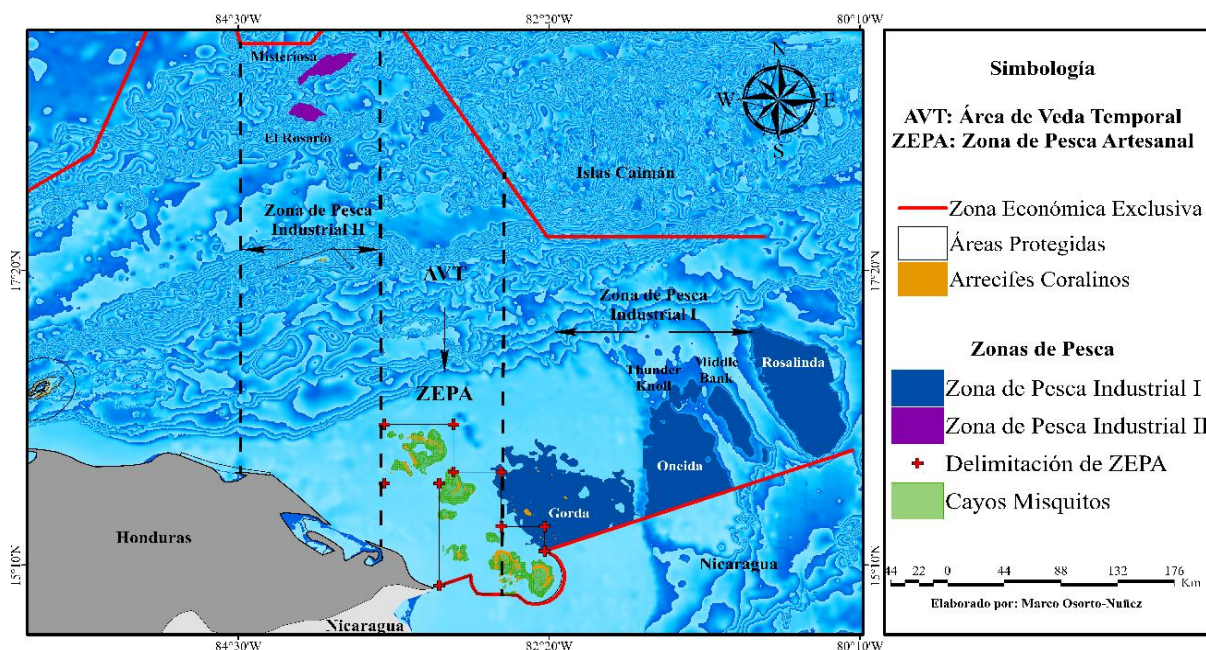 84°30'W
82°20'W
80°10'W
Misteriosa
El Rosario
N
W
E
S
Islas Caimán
Zona de Pesca
Industrial II
17°20'N
17°20'N
AVT
Zona de Pesca
Industrial I
Thunder
Knoll
Middle
Bank
Rosalinda
ZEPA
Oneida
Gorda
Honduras
Nicaragua
15°10'N
15°10'N
Nicaragua
84°30'W
82°20'W
80°10'W
Simbología
AVT: Área de Veda Temporal
ZEPA: Zona de Pesca Artesanal
Zona Económica Exclusiva
Áreas Protegidas
Arrecifes Coralinos
Zonas de Pesca
Zona de Pesca Industrial I
Zona de Pesca Industrial II
Delimitación de ZEPA
Cayos Misquitos
44 22 0 44 88 132 176
Km
Elaborado por: Marco Osorto-Nuñez